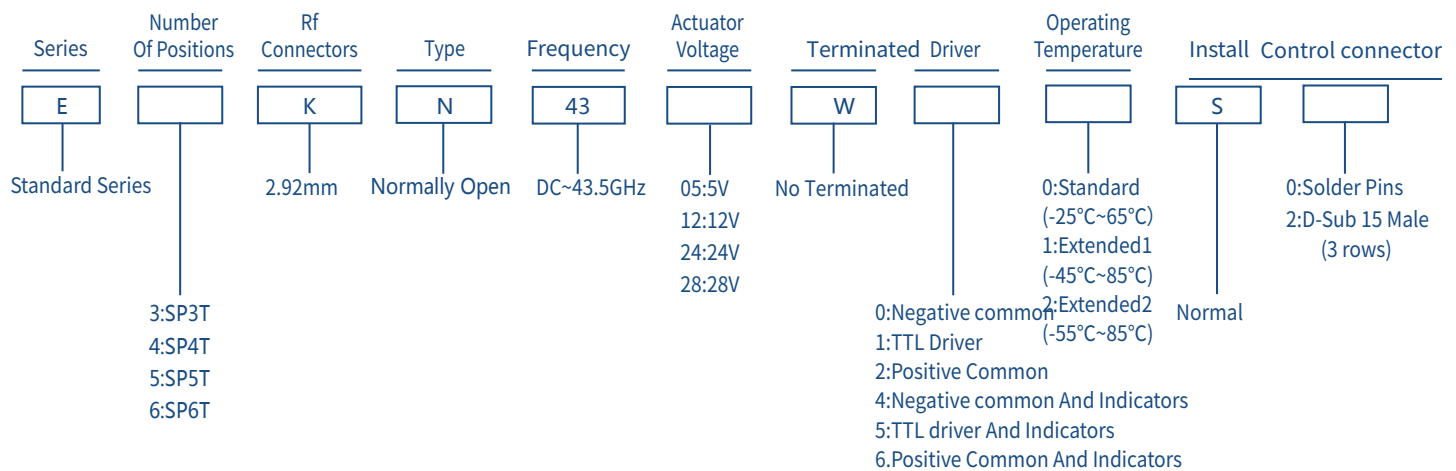 Series
Number
Of Positions
Rf
Connectors
Type
Frequency
Actuator
Voltage
Terminated
Driver
Operating
Temperature
Install
Control connector
E
K
N
43
W
S
Standard Series
2.92mm
Normally Open
DC~43.5GHz
05:5V
12:12V
24:24V
28:28V
No Terminated
0:Standard
(-25°C~65°C)
1:Extended1
(-45°C~85°C)
2:Extended2
(-55°C~85°C)
0:Solder Pins
2:D-Sub 15 Male
(3 rows)
3:SP3T
4:SP4T
5:SP5T
6:SP6T
0:Negative common
1:TTL Driver
2:Positive Common
4:Negative common And Indicators
5:TTL driver And Indicators
6.Positive Common And Indicators
Normal